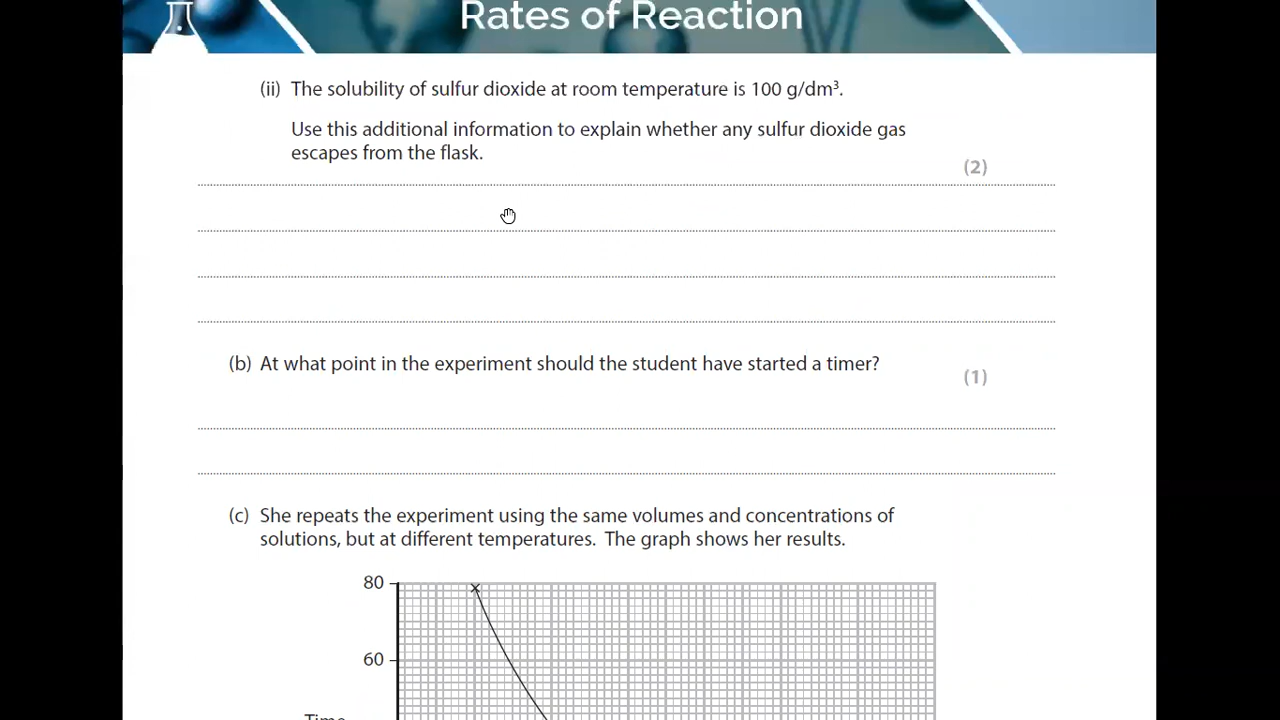 Rates of Reaction
(ii) The solubility of sulfur dioxide at room temperature is 100 g/dm³.
Use this additional information to explain whether any sulfur dioxide gas
escapes from the flask.
(2)
(b) At what point in the experiment should the student have started a timer?
(1)
(c) She repeats the experiment using the same volumes and concentrations of
solutions, but at different temperatures. The graph shows her results.
80
60
Time